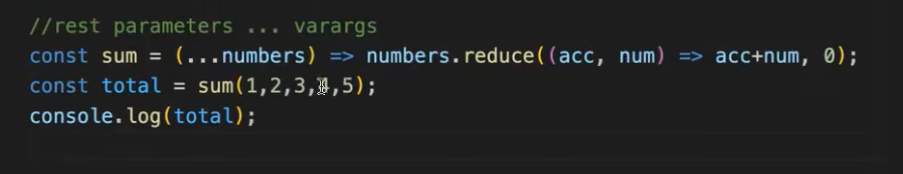 //rest parameters ... varargs
const sum = (...numbers) => numbers.reduce((acc, num) => acc+num, 0);
const total = sum(1,2,3,4,5);
console.log(total);